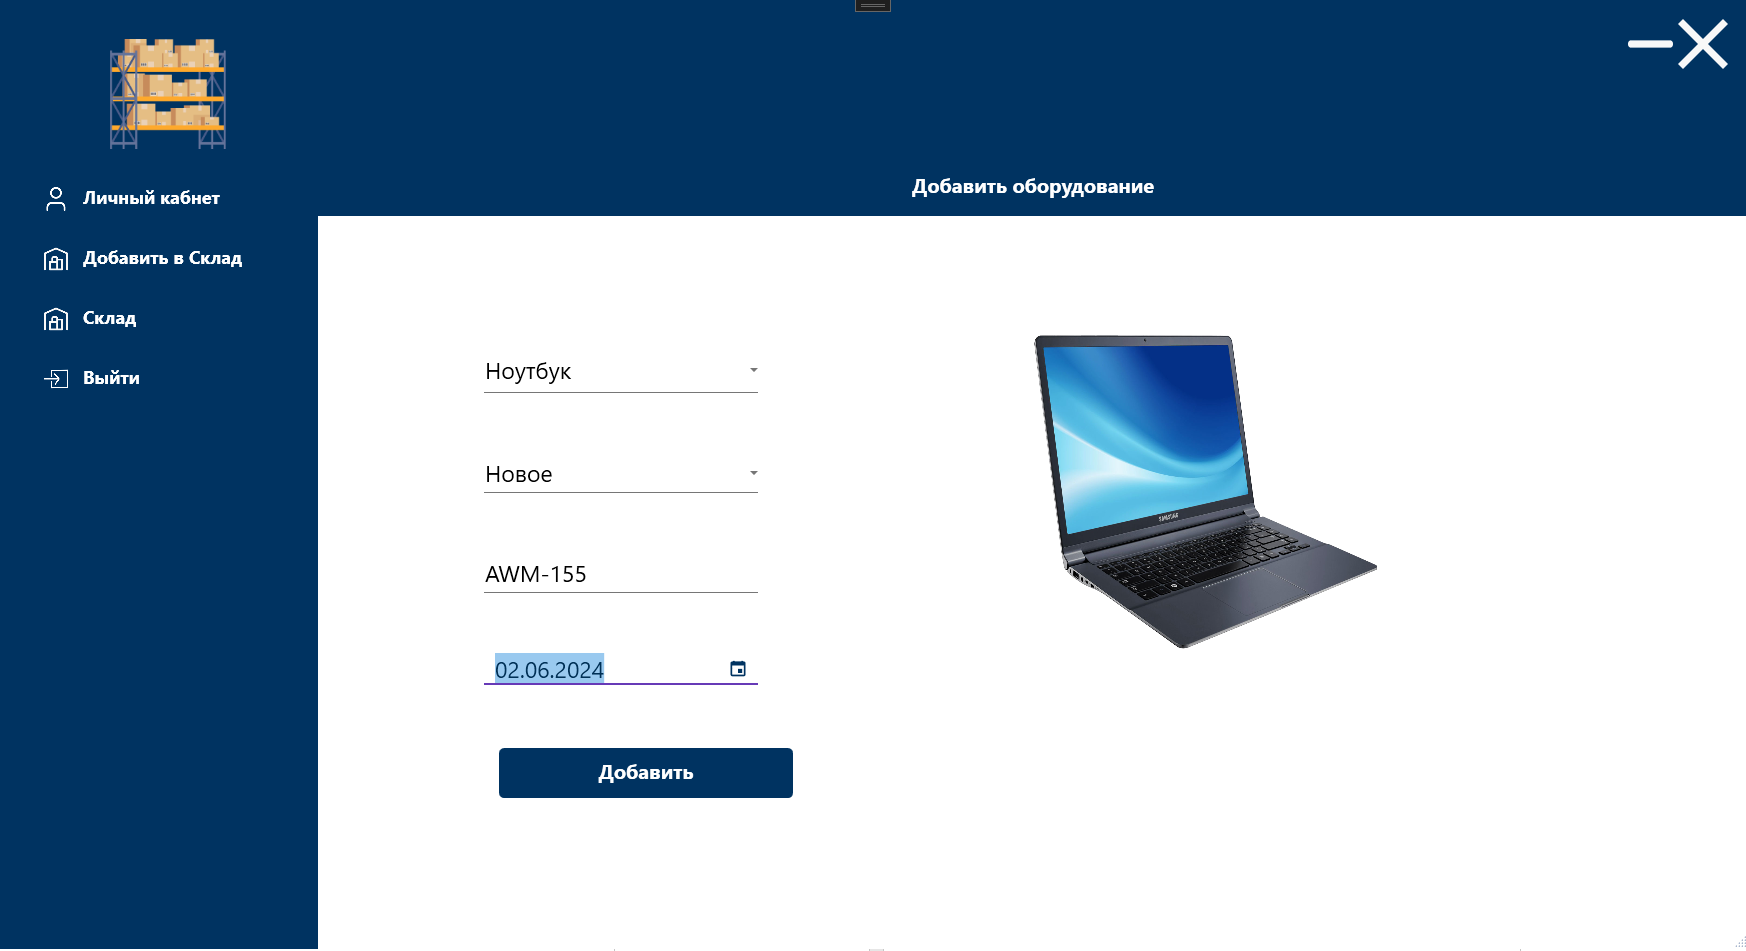 Добавить оборудование
Личный кабнет
Добавить в Склад
Склад
Выйти
Ноутбук
Новое
AWM-155
02.06.2024
Добавить